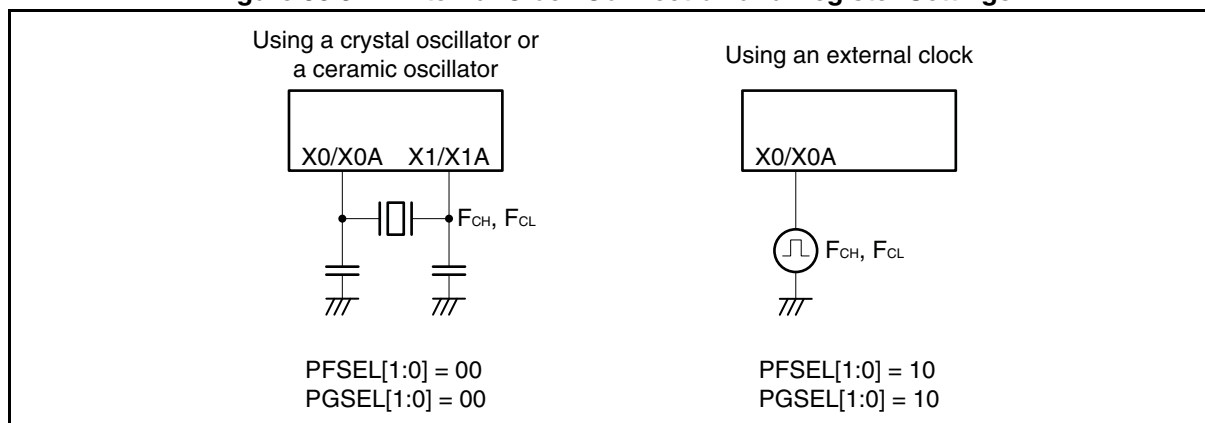 Using a crystal oscillator or
a ceramic oscillator
X0/X0A X1/X1A
FCH, FCL
PFSEL[1:0] = 00
PGSEL[1:0] = 00
Using an external clock
X0/X0A
FCH, FCL
PFSEL[1:0] = 10
PGSEL[1:0] = 10